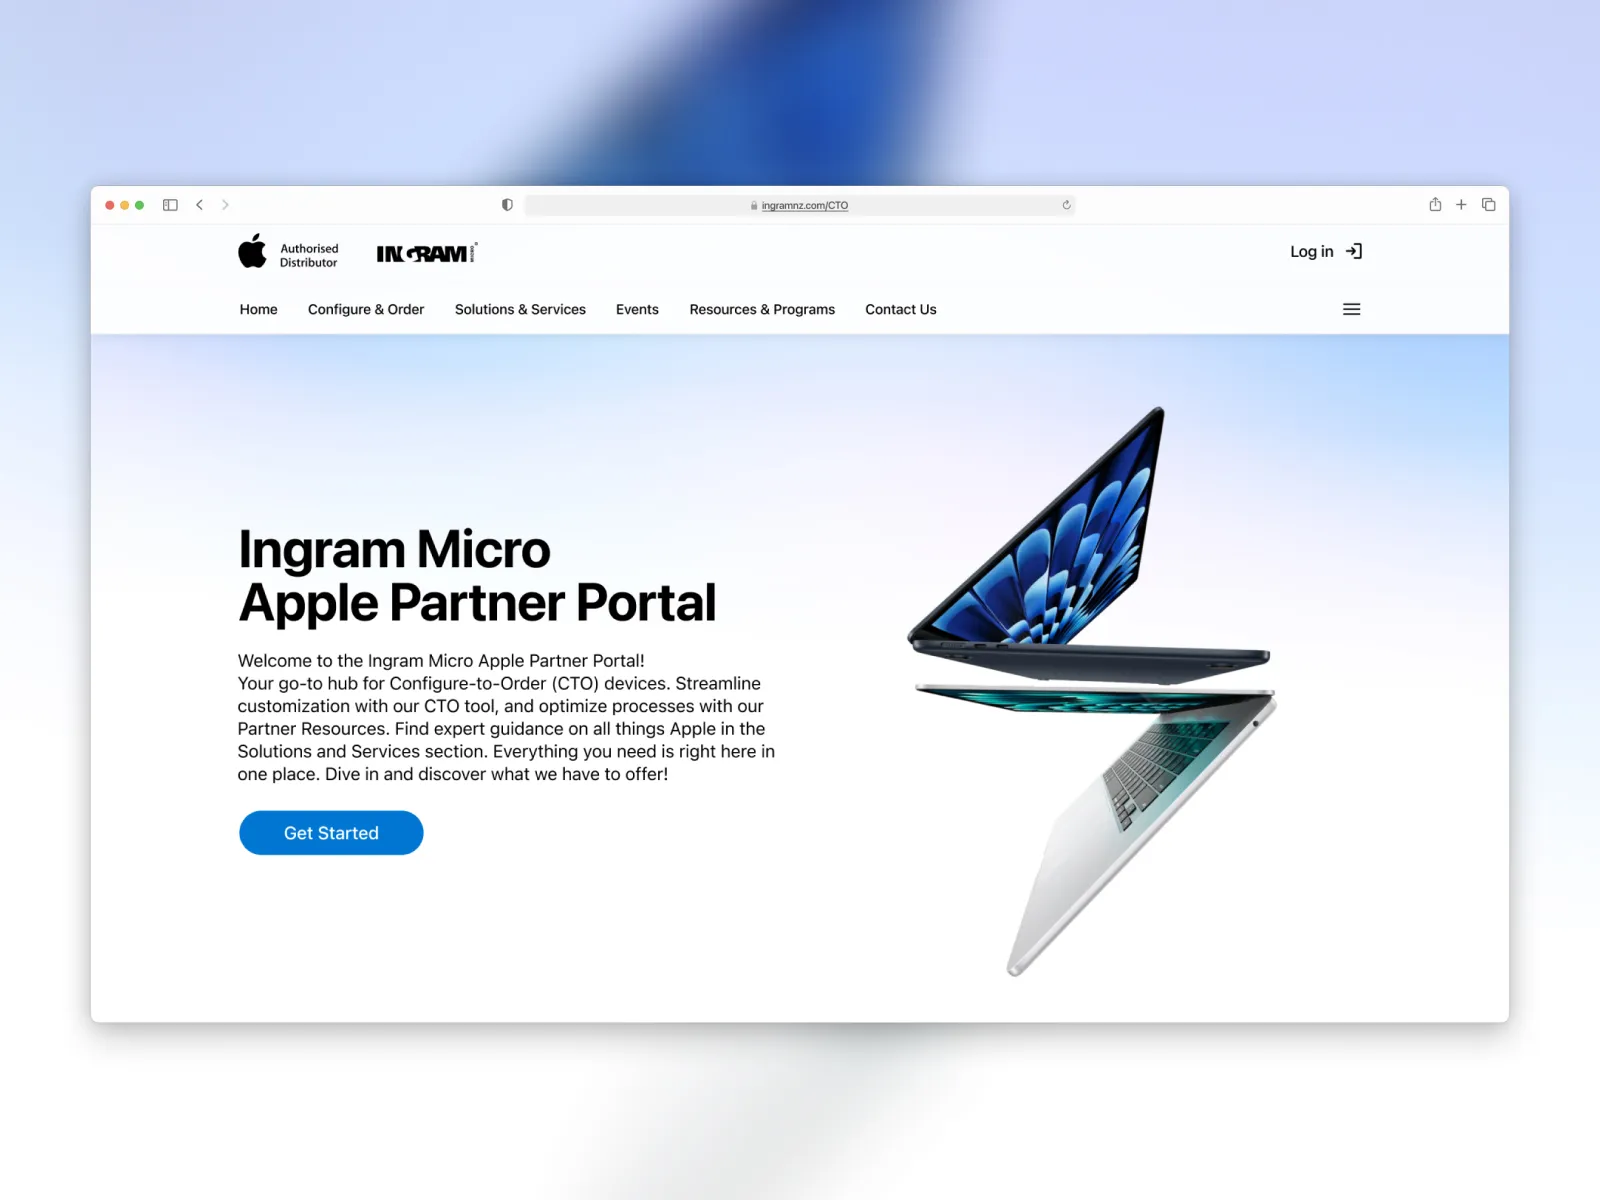 ingramnz.com/CTO
Authorised
Distributor
INGRAM MICRO
Log in
Home Configure & Order Solutions & Services Events Resources & Programs Contact Us
Ingram Micro
Apple Partner Portal
Welcome to the Ingram Micro Apple Partner Portal!
Your go-to hub for Configure-to-Order (CTO) devices. Streamline
customization with our CTO tool, and optimize processes with our
Partner Resources. Find expert guidance on all things Apple in the
Solutions and Services section. Everything you need is right here in
one place. Dive in and discover what we have to offer!
Get Started